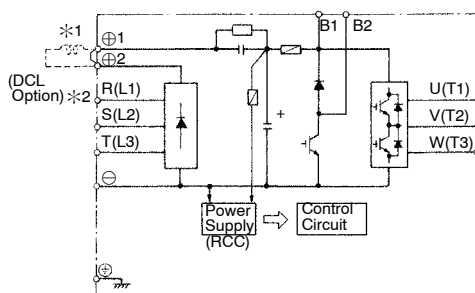 B1 B2
✻1
⊕1
⊕2
(DCL
Option) ✻2
R(L1)
S(L2)
T(L3)
U(T1)
V(T2)
W(T3)
+
⊖
Power
Supply
(RCC)
Control
Circuit